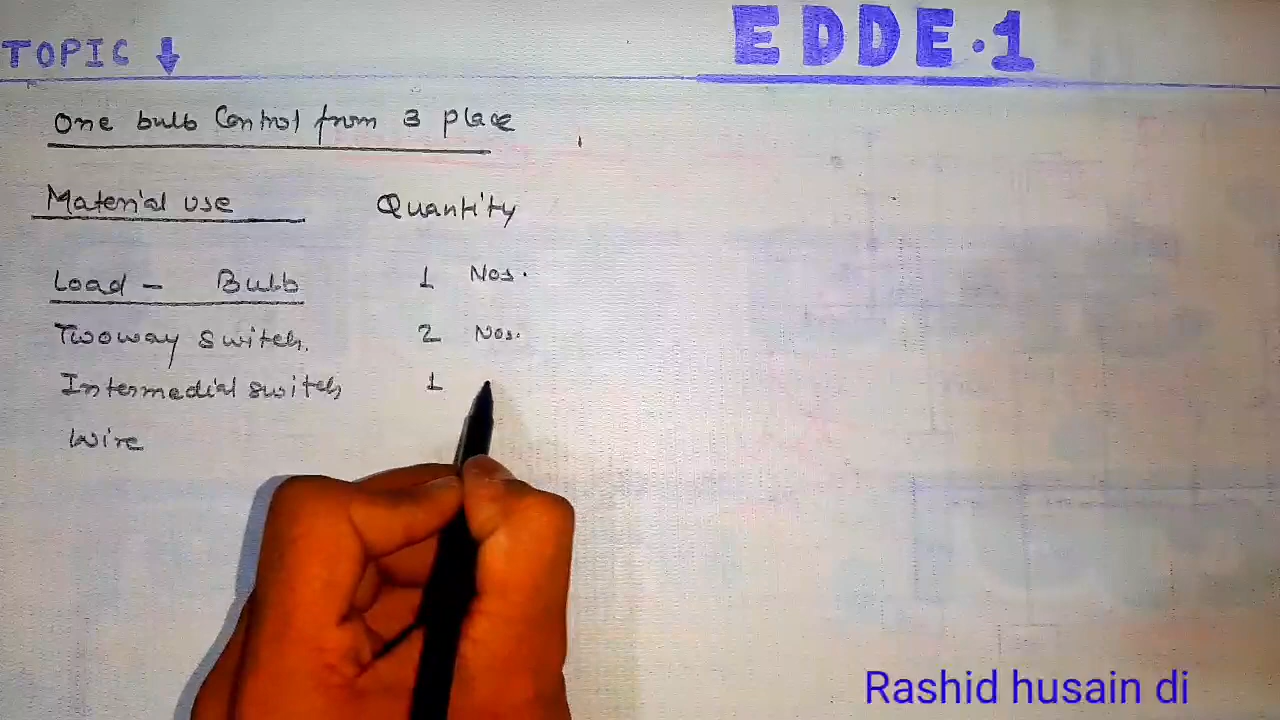 TOPIC ↓
EDDE.1
One bulb Control from 3 place
Material use Quantity
Load - Bulb 1 Nos.
Twoway switch. 2 Nos.
Intermedial switch 1
Wire
Rashid husain di